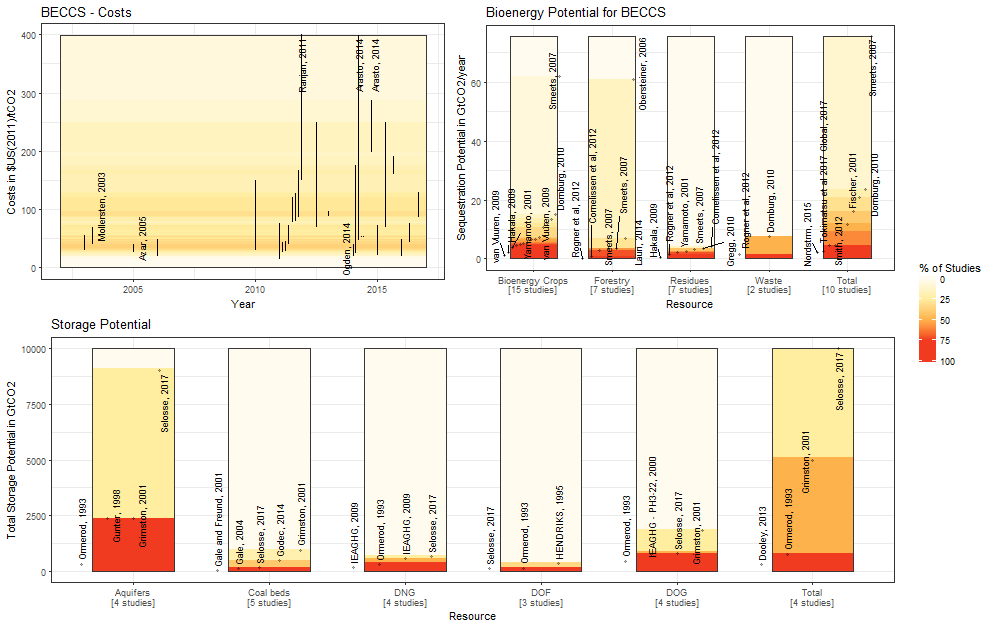 BECCS - Costs
Costs in $US(2011)/tCO2
400
300
200
100
0
Mollersten, 2003
Azar, 2005
Ranjan, 2011
Ogden, 2014
Arasto, 2014
Arasto, 2014
2005
2010
2015
Year
Bioenergy Potential for BECCS
Sequestration Potential in GtCO2/year
60
40
20
0
van Vuuren, 2009
Hakala, 2009
Yamamoto, 2001
van Vuuren, 2009
Smeets, 2007
Dornburg, 2010
Rogner et al, 2012
Cornelissen et al, 2012
Smeets, 2007
Smeets, 2007
Laun, 2014
Obersteiner, 2006
Hakala, 2009
Rogner et al, 2012
Yamamoto, 2001
Smeets, 2007
Cornelissen et al, 2012
Gregg, 2010
Rogner et al, 2012
Dornburg, 2010
Nordstrm, 2015
Tokimatsu et al 2017 Global, 2017
Smith, 2012
Fischer, 2001
Smeets, 2007
Dornburg, 2010
Bioenergy Crops
[15 studies]
Forestry
[7 studies]
Residues
[7 studies]
Waste
[2 studies]
Total
[10 studies]
Resource
% of Studies
0
25
50
75
100
Storage Potential
Total Storage Potential in GtCO2
10000
7500
5000
2500
0
Ormerod, 1993
Gunter, 1998
Grimston, 2001
Selosse, 2017
Gale and Freund, 2001
Gale, 2004
Selosse, 2017
Godec, 2014
Grimston, 2001
IEAGHG, 2009
Ormerod, 1993
IEAGHG, 2009
Selosse, 2017
Selosse, 2017
Ormerod, 1993
HENDRIKS, 1995
Ormerod, 1993
IEAGHG - PH3-22, 2000
Selosse, 2017
Grimston, 2001
Dooley, 2013
Ormerod, 1993
Grimston, 2001
Selosse, 2017
Aquifers
[4 studies]
Coal beds
[5 studies]
DNG
[4 studies]
DOF
[3 studies]
DOG
[4 studies]
Total
[4 studies]
Resource